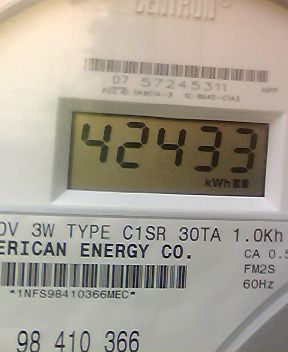 CENTRON®
07 57245311
42433
kWh
0V 3W TYPE C1SR 30TA 1.0Kh
ERICAN ENERGY CO.
CA 0.5
FM2S
*1NFS98410366MEC*
60Hz
98 410 366